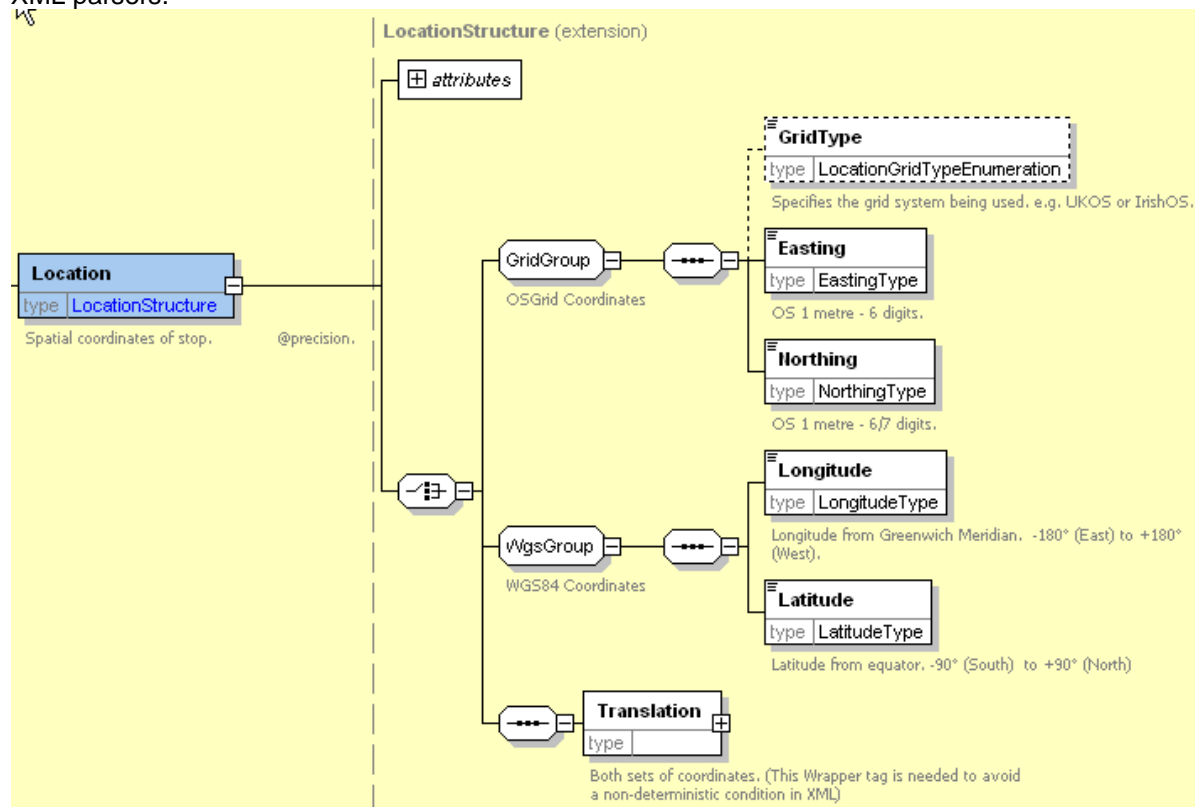 XML parsers.
LocationStructure (extension)
attributes
GridType
type LocationGridTypeEnumeration
Specifies the grid system being used. e.g. UKOS or IrishOS.
GridGroup
OSGrid Coordinates
Easting
type EastingType
OS 1 metre - 6 digits.
Location
type LocationStructure
Spatial coordinates of stop. @precision.
Northing
type NorthingType
OS 1 metre - 6/7 digits.
Longitude
type LongitudeType
Longitude from Greenwich Meridian. -180° (East) to +180°
(West).
WgsGroup
WGS84 Coordinates
Latitude
type LatitudeType
Latitude from equator. -90° (South) to +90° (North)
Translation
type
Both sets of coordinates. (This Wrapper tag is needed to avoid
a non-deterministic condition in XML)